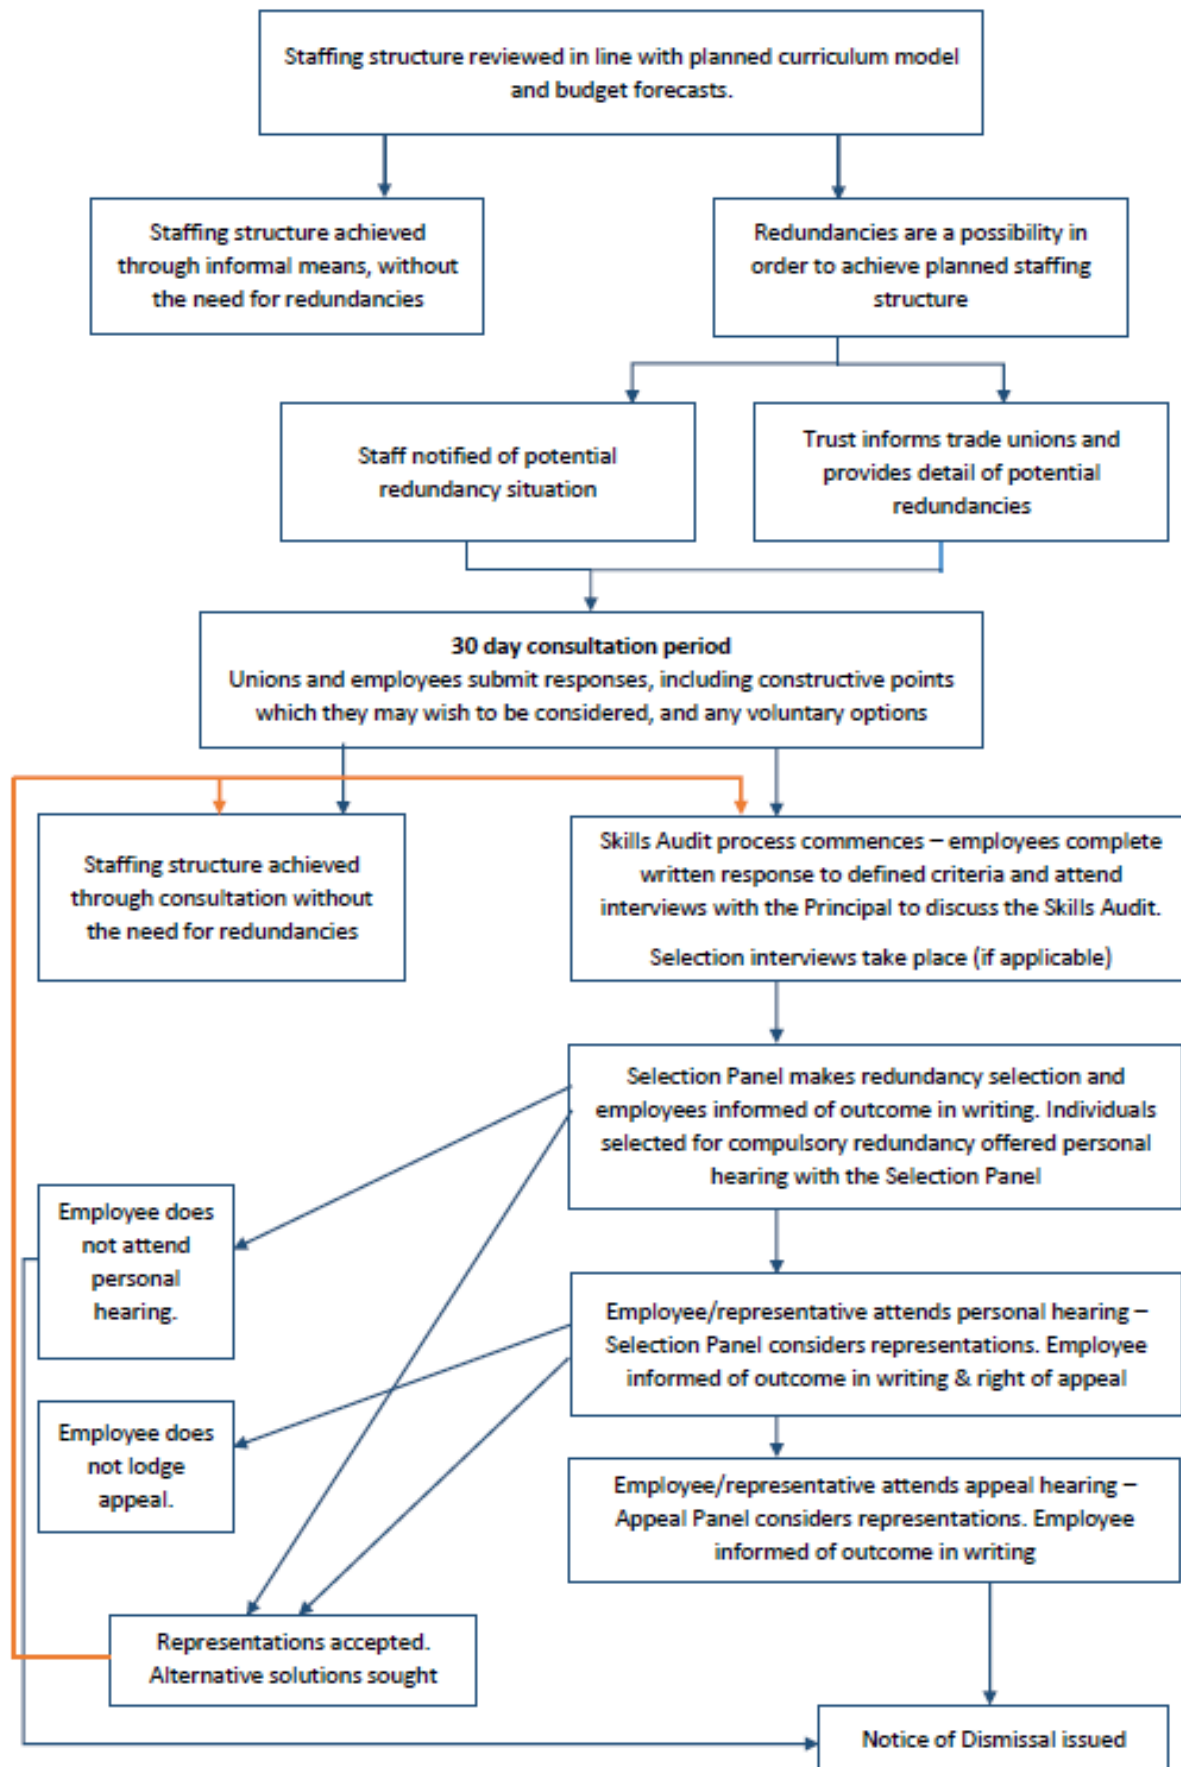 Staffing structure reviewed in line with planned curriculum model
and budget forecasts.
Staffing structure achieved
through informal means, without
the need for redundancies
Redundancies are a possibility in
order to achieve planned staffing
structure
Staff notified of potential
redundancy situation
Trust informs trade unions and
provides detail of potential
redundancies
30 day consultation period
Unions and employees submit responses, including constructive points
which they may wish to be considered, and any voluntary options
Staffing structure achieved
through consultation without
the need for redundancies
Skills Audit process commences – employees complete
written response to defined criteria and attend
interviews with the Principal to discuss the Skills Audit.
Selection interviews take place (if applicable)
Selection Panel makes redundancy selection and
employees informed of outcome in writing. Individuals
selected for compulsory redundancy offered personal
hearing with the Selection Panel
Employee does
not attend
personal
hearing.
Employee/representative attends personal hearing –
Selection Panel considers representations. Employee
informed of outcome in writing & right of appeal
Employee does
not lodge
appeal.
Employee/representative attends appeal hearing –
Appeal Panel considers representations. Employee
informed of outcome in writing
Representations accepted.
Alternative solutions sought
Notice of Dismissal issued